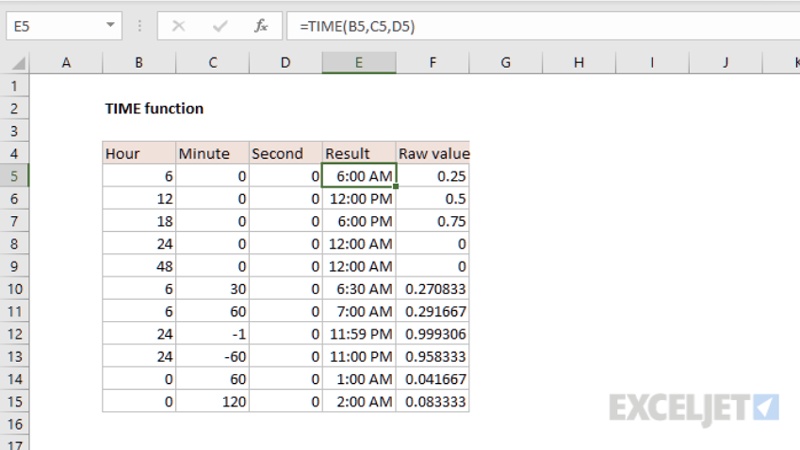 E5 fx =TIME(B5,C5,D5)
A B C D E F G H I J K
1
2 TIME function
3
4 Hour Minute Second Result Raw value
5 6 0 0 6:00 AM 0.25
6 12 0 0 12:00 PM 0.5
7 18 0 0 6:00 PM 0.75
8 24 0 0 12:00 AM 0
9 48 0 0 12:00 AM 0
10 6 30 0 6:30 AM 0.270833
11 6 60 0 7:00 AM 0.291667
12 24 -1 0 11:59 PM 0.999306
13 24 -60 0 11:00 PM 0.958333
14 0 60 0 1:00 AM 0.041667
15 0 120 0 2:00 AM 0.083333
16
17
EXCELJET